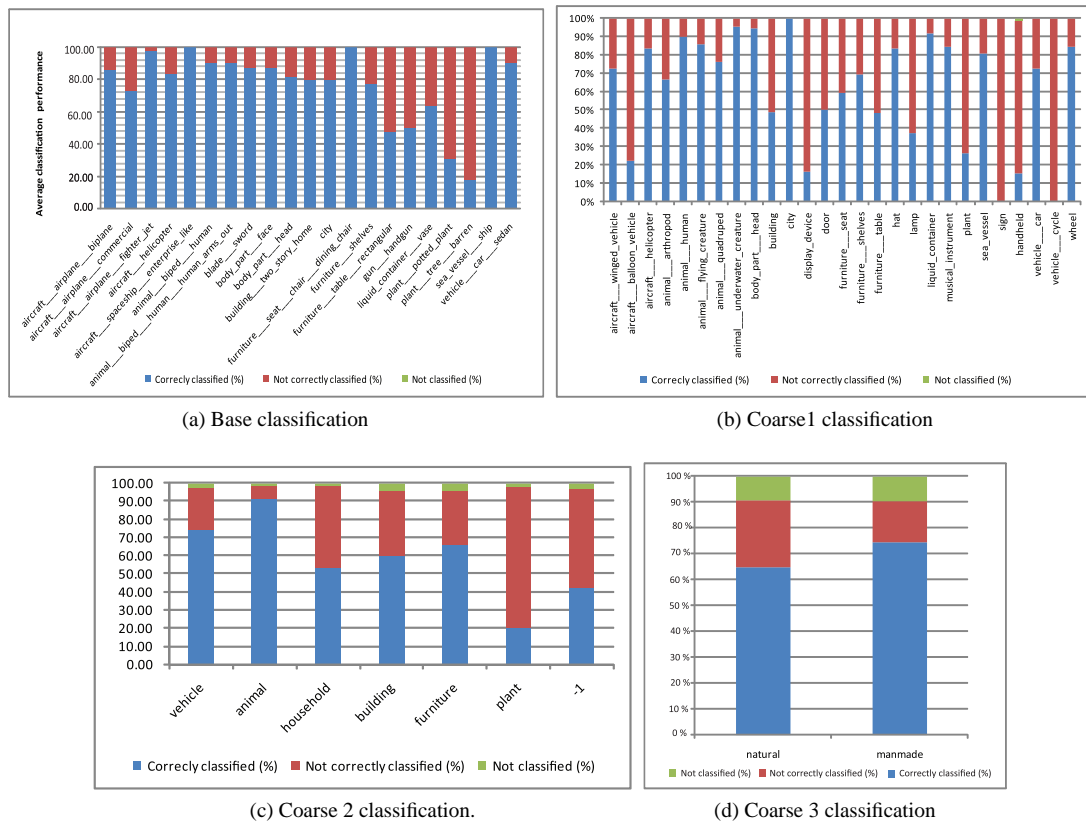 Average classification performance
100.00
80.00
60.00
40.00
20.00
0.00
aircraft___airplane___biplane
aircraft___airplane___commercial
aircraft___airplane___fighter_jet
aircraft___helicopter
aircraft___spaceship___enterprise_like
animal___biped___human
animal___biped___human___human_arms_out
blade___sword
body_part___face
body_part___head
building___two_story_home
city
furniture___seat___chair___dining_chair
furniture___shelves
furniture___table___rectangular
gun___handgun
liquid_container___vase
plant___potted_plant
plant___tree___barren
sea_vessel___ship
vehicle___car___sedan
Correcly classified (%) Not correctly classified (%) Not classified (%)
(a) Base classification
100%
90%
80%
70%
60%
50%
40%
30%
20%
10%
0%
aircraft___winged_vehicle
aircraft___balloon_vehicle
aircraft___helicopter
animal___arthropod
animal___human
animal___flying_creature
animal___quadruped
animal___underwater_creature
body_part___head
building
city
display_device
door
furniture___seat
furniture___shelves
furniture___table
hat
lamp
liquid_container
musical_instrument
plant
sea_vessel
sign
handheld
vehicle___car
vehicle___cycle
wheel
Correcly classified (%) Not correctly classified (%) Not classified (%)
(b) Coarse1 classification
100.00
90.00
80.00
70.00
60.00
50.00
40.00
30.00
20.00
10.00
0.00
vehicle
animal
household
building
furniture
plant
-1
Correcly classified (%) Not correctly classified (%) Not classified (%)
(c) Coarse 2 classification.
100 %
90 %
80 %
70 %
60 %
50 %
40 %
30 %
20 %
10 %
0 %
natural manmade
Not classified (%) Not correctly classified (%) Correcly classified (%)
(d) Coarse 3 classification